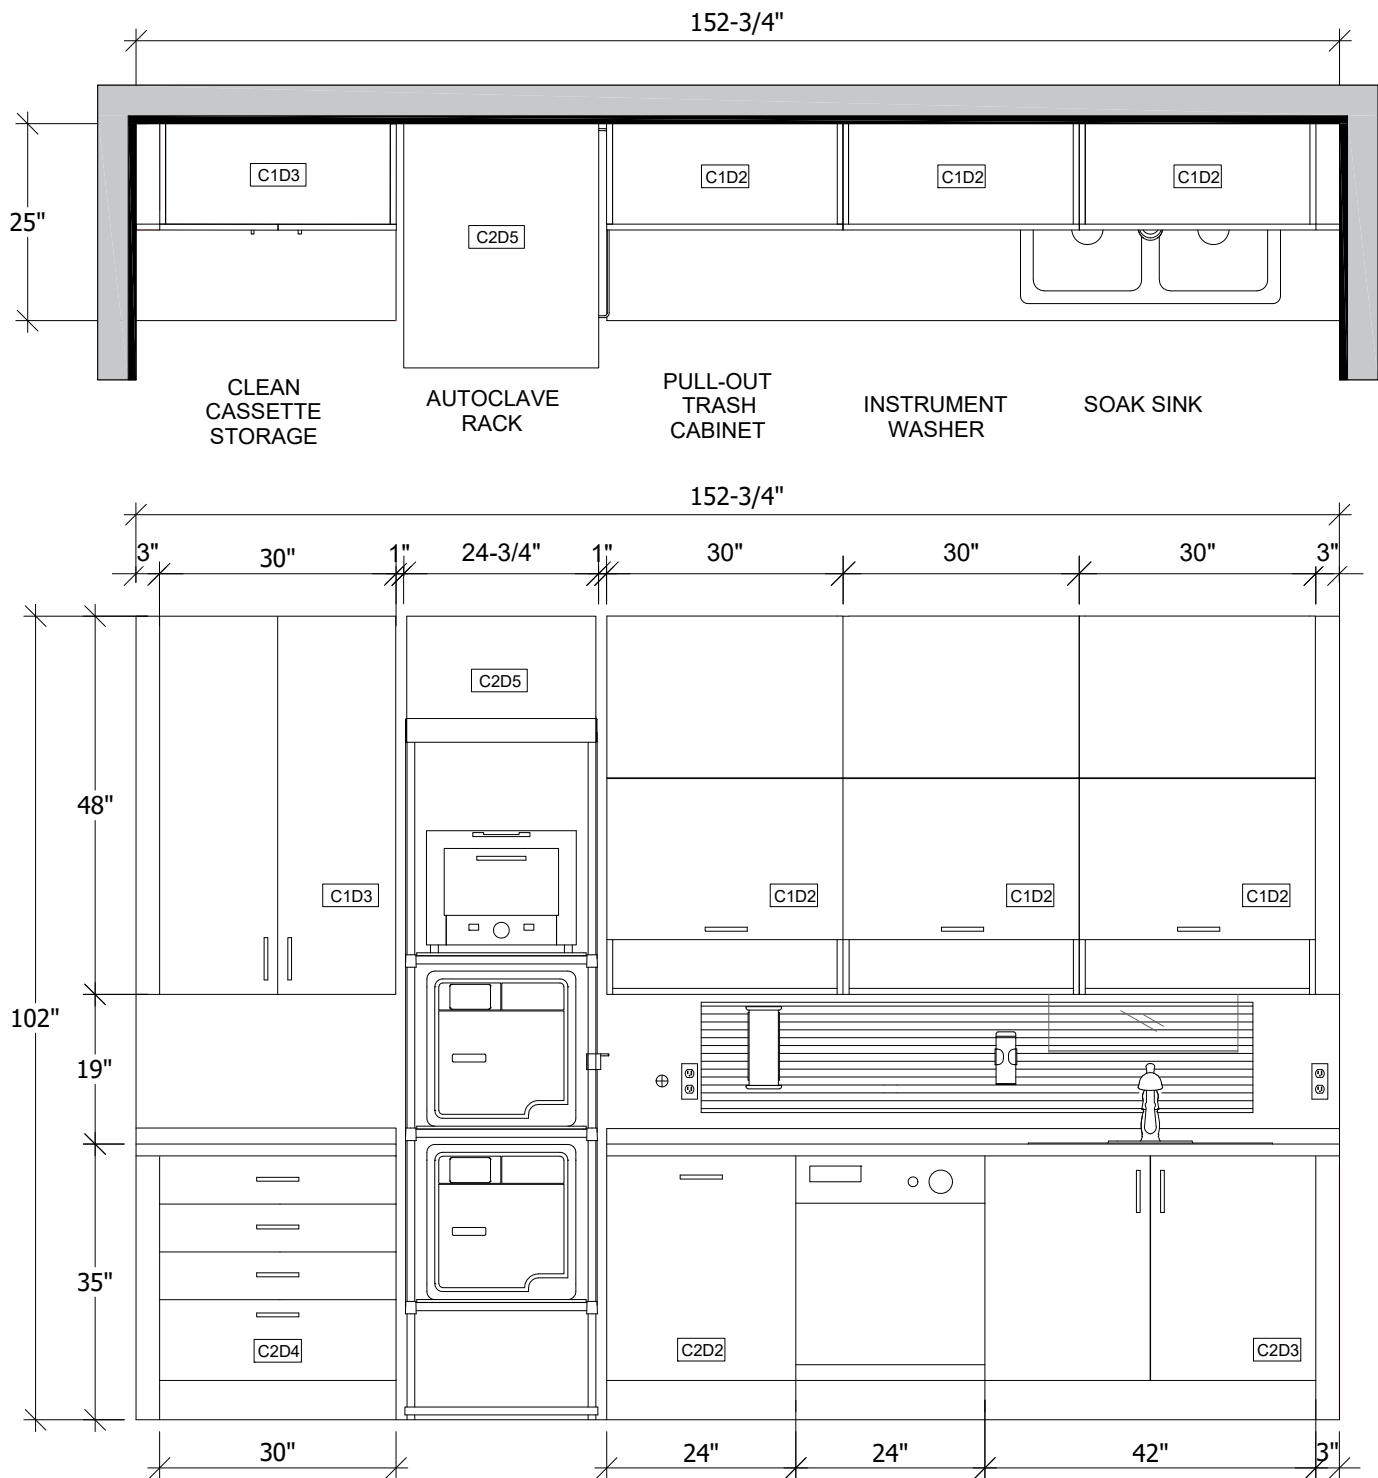 152-3/4"
25"
C1D3
C2D5
C1D2
C1D2
C1D2
CLEAN
CASSETTE
STORAGE
AUTOCLAVE
RACK
PULL-OUT
TRASH
CABINET
INSTRUMENT
WASHER
SOAK SINK
152-3/4"
3"
30"
1"
24-3/4"
1"
30"
30"
30"
3"
102"
48"
19"
35"
C2D5
C1D3
C1D2
C1D2
C1D2
C2D4
C2D2
C2D3
30"
24"
24"
42"
3"